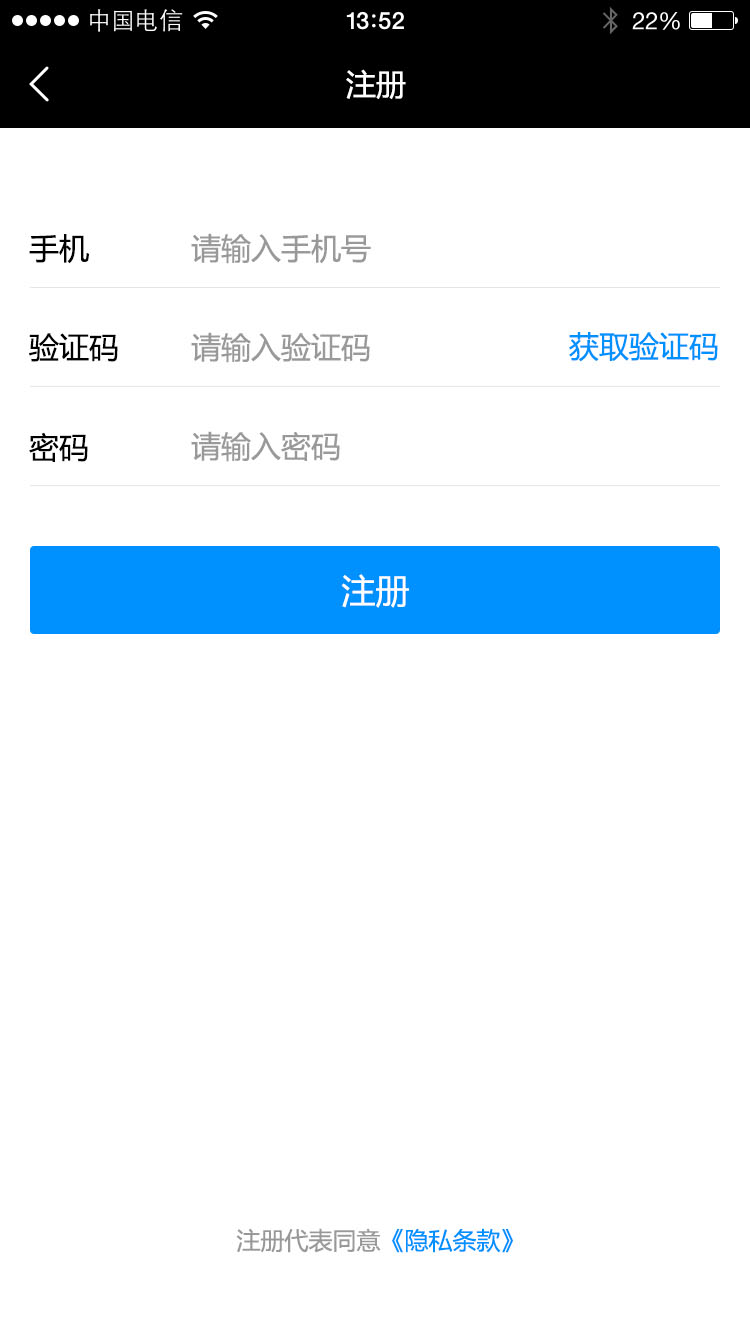 中国电信 13:52 22%
注册
手机 请输入手机号
验证码 请输入验证码 获取验证码
密码 请输入密码
注册
注册代表同意《隐私条款》